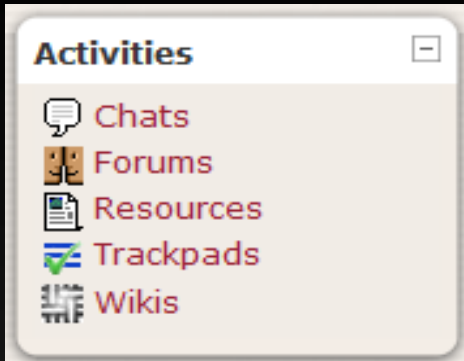 Activities
Chats
Forums
Resources
Trackpads
Wikis